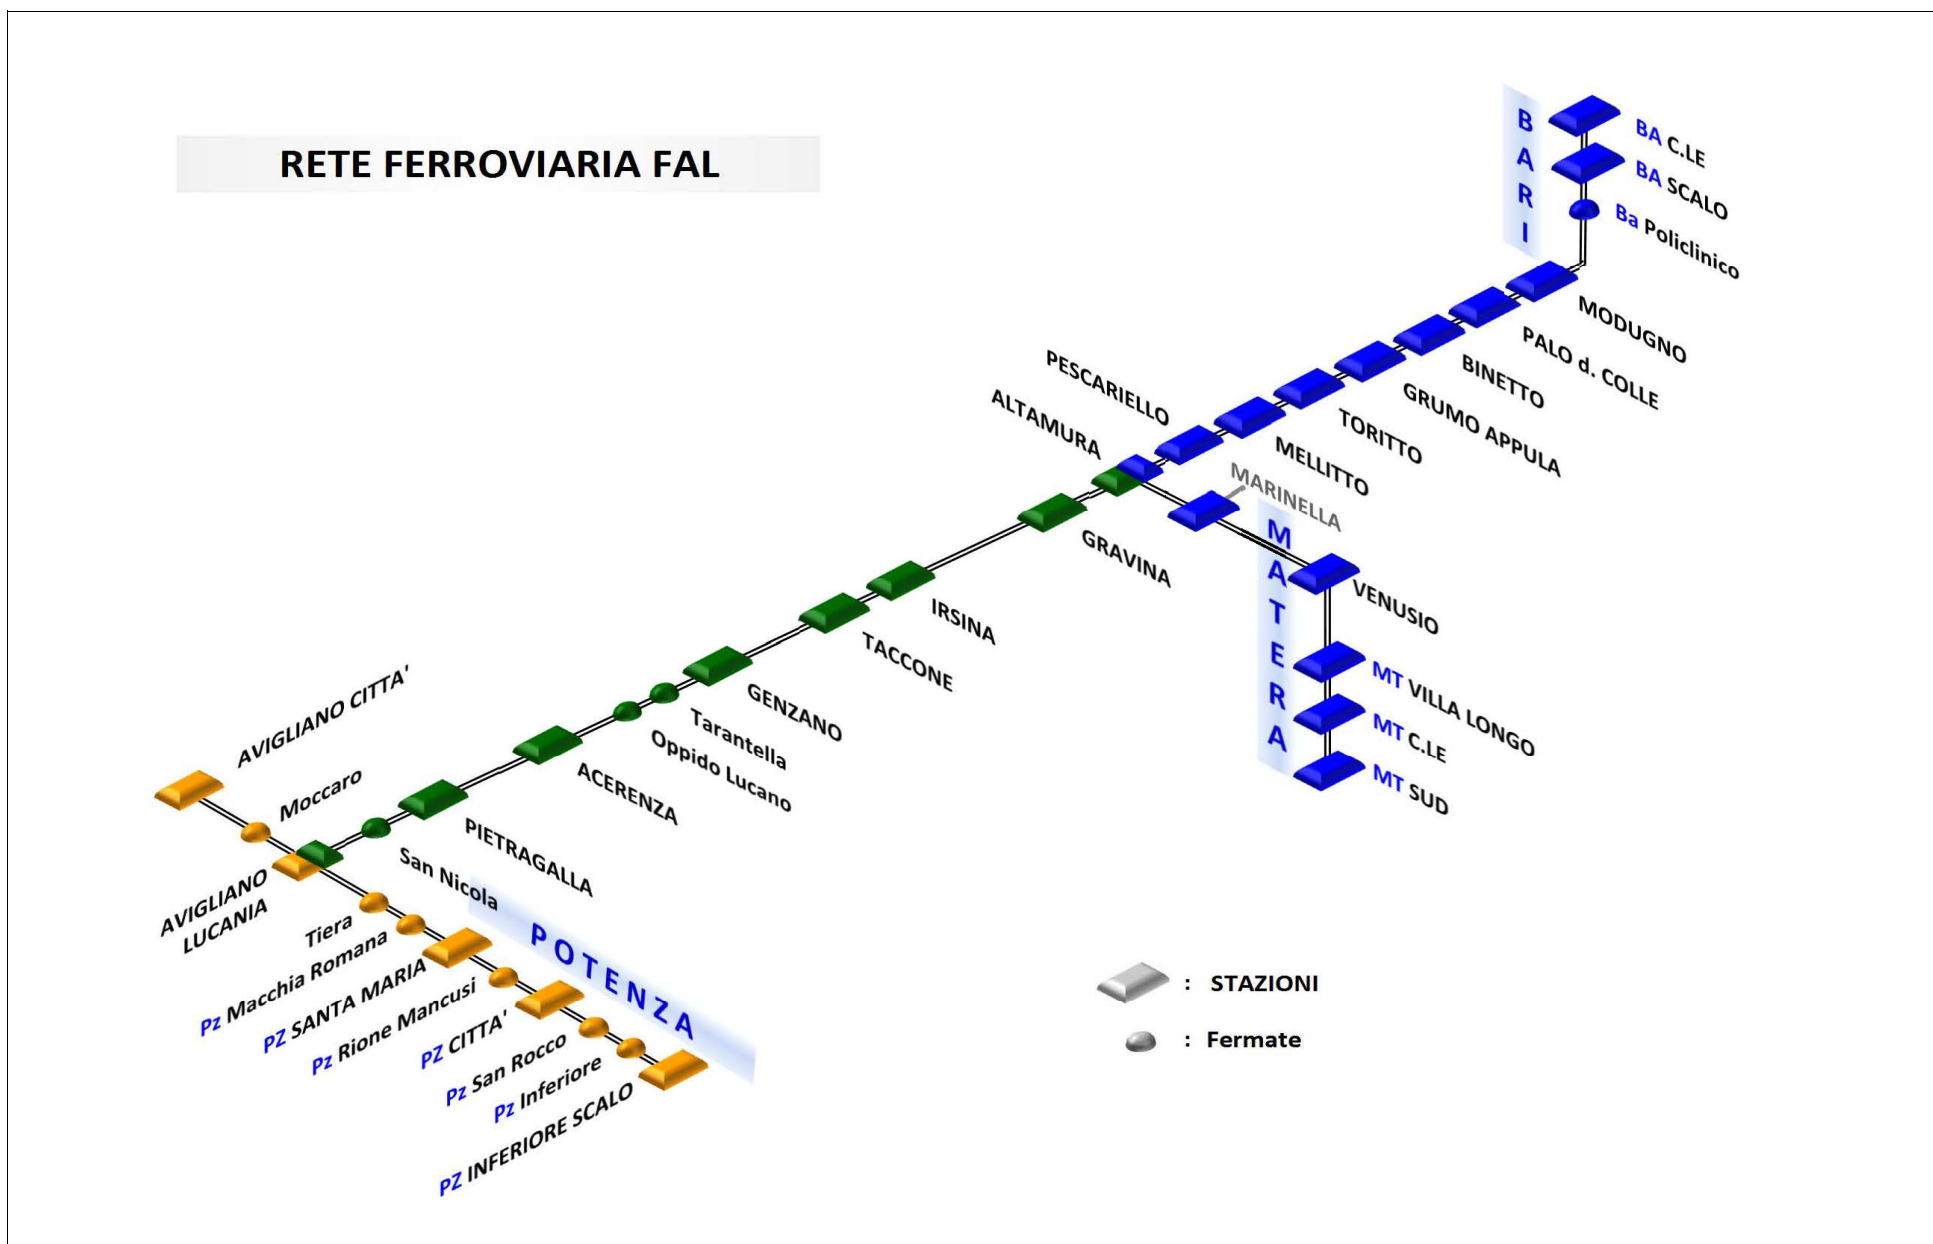 RETE FERROVIARIA FAL
BARI
BA C.LE
BA SCALO
Ba Policlinico
MODUGNO
PALO d. COLLE
BINETTO
GRUMO APPULA
TORITTO
MELLITTO
PESCARIELLO
ALTAMURA
MARINELLA
MATERA
VENUSIO
MT VILLA LONGO
MT C.LE
MT SUD
GRAVINA
IRSINA
TACCONE
GENZANO
Tarantella
Oppido Lucano
ACERENZA
PIETRAGALLA
San Nicola
AVIGLIANO CITTA'
Moccaro
AVIGLIANO
LUCANIA
Tiera
Pz Macchia Romana
PZ SANTA MARIA
Pz Rione Mancusi
PZ CITTA'
Pz San Rocco
Pz Inferiore
PZ INFERIORE SCALO
POTENZA
: STAZIONI
: Fermate